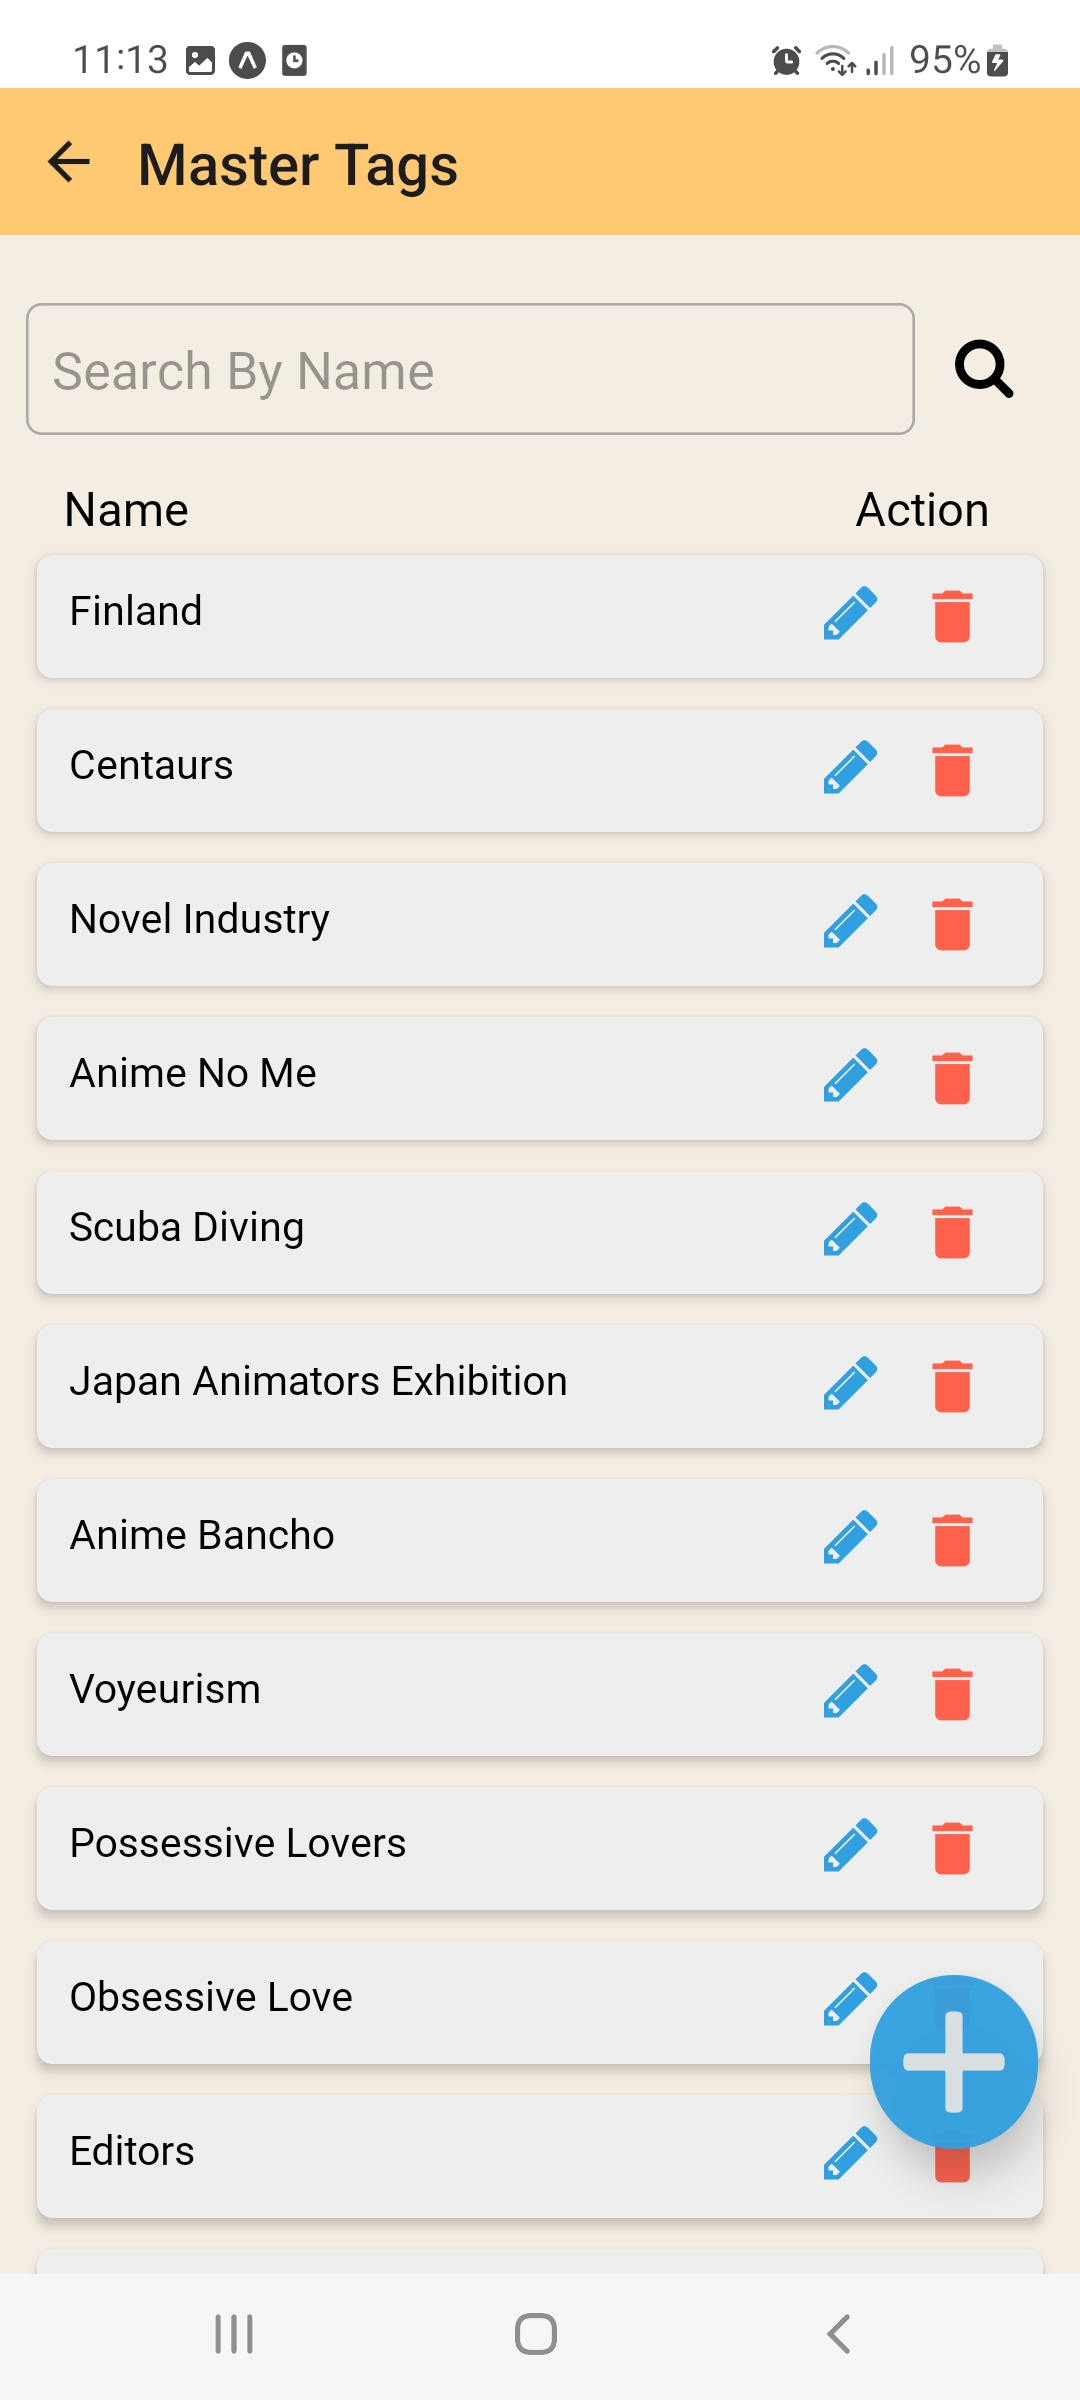 11:13 95%
Master Tags
Search By Name
Name Action
Finland
Centaurs
Novel Industry
Anime No Me
Scuba Diving
Japan Animators Exhibition
Anime Bancho
Voyeurism
Possessive Lovers
Obsessive Love
Editors